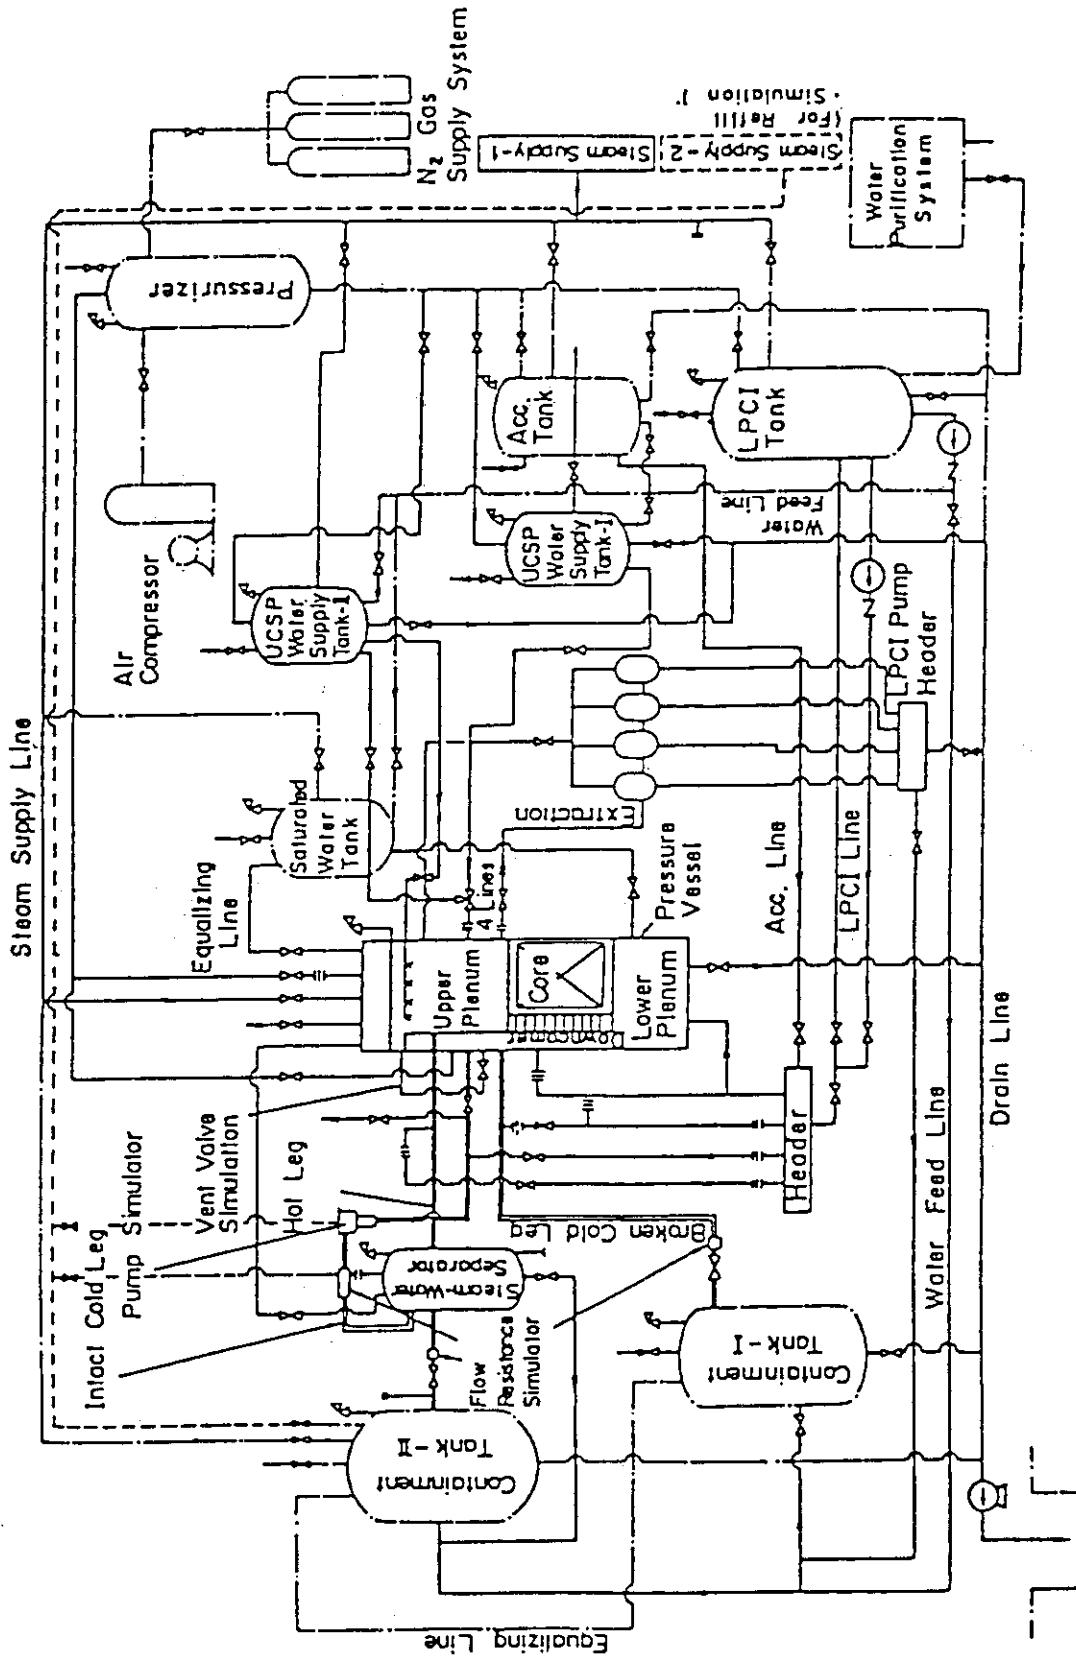 Steam Supply Line
Air
Compressor
Pressurizer
N₂ Gas
Supply System
Steam Supply-1
Steam Supply-2
(For Refill
Simulation)
Water
Purification
System
Equalizing
Line
Saturated
Water
Tank
UCSP
Water
Supply
Tank-II
UCSP
Water
Supply
Tank-I
Acc.
Tank
LPCI
Tank
Water
Feed Line
Intact Cold Leg
Pump Simulator
Vent Valve
Simulation
Hot Leg
Upper
Plenum
4 Lines
Extraction
Core
Downcomer
Lower
Plenum
Pressure
Vessel
Acc. Line
LPCI Line
LPCI Pump
Header
Containment
Tank-II
Steam-Water
Separator
Flow
Resistance
Simulator
Broken Cold Leg
Containment
Tank-I
Header
Water Feed Line
Drain Line
Equalizing Line